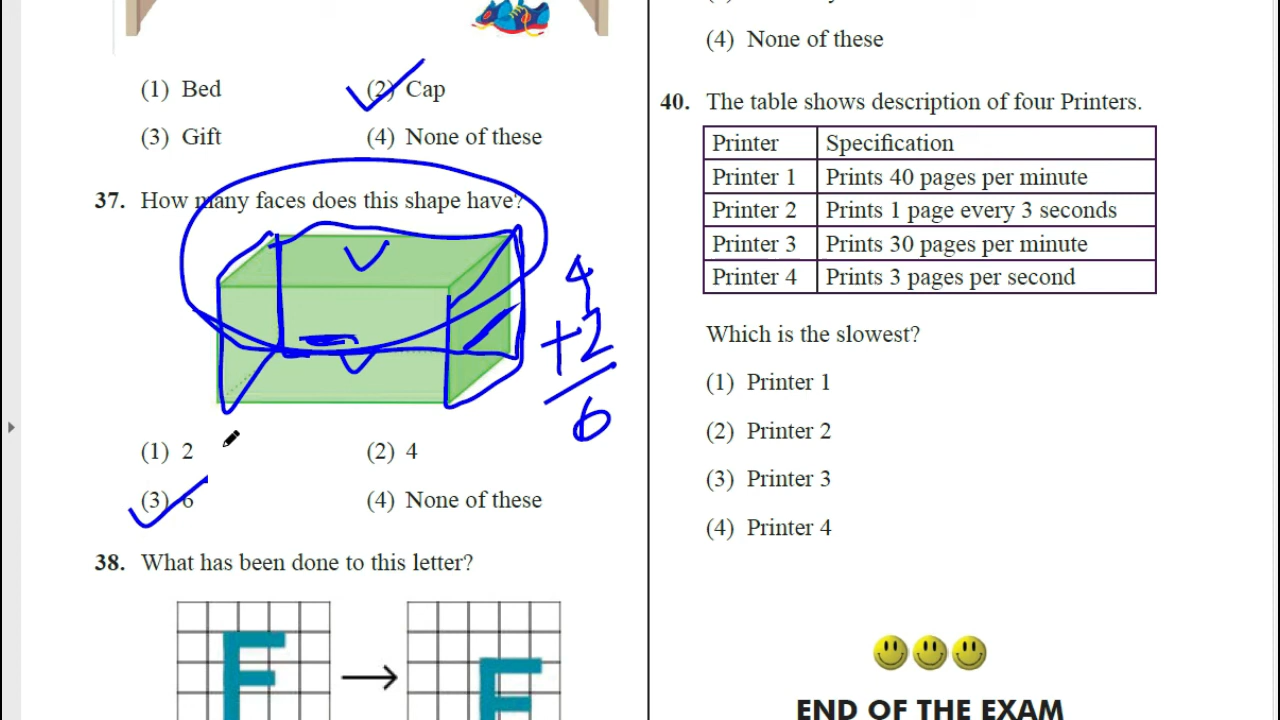 (1) Bed
(2) Cap
(3) Gift
(4) None of these
37. How many faces does this shape have?
4
+2
6
(1) 2
(2) 4
(3) 6
(4) None of these
38. What has been done to this letter?
F
F
(4) None of these
40. The table shows description of four Printers.
Printer Specification
Printer 1 Prints 40 pages per minute
Printer 2 Prints 1 page every 3 seconds
Printer 3 Prints 30 pages per minute
Printer 4 Prints 3 pages per second
Which is the slowest?
(1) Printer 1
(2) Printer 2
(3) Printer 3
(4) Printer 4
END OF THE EXAM